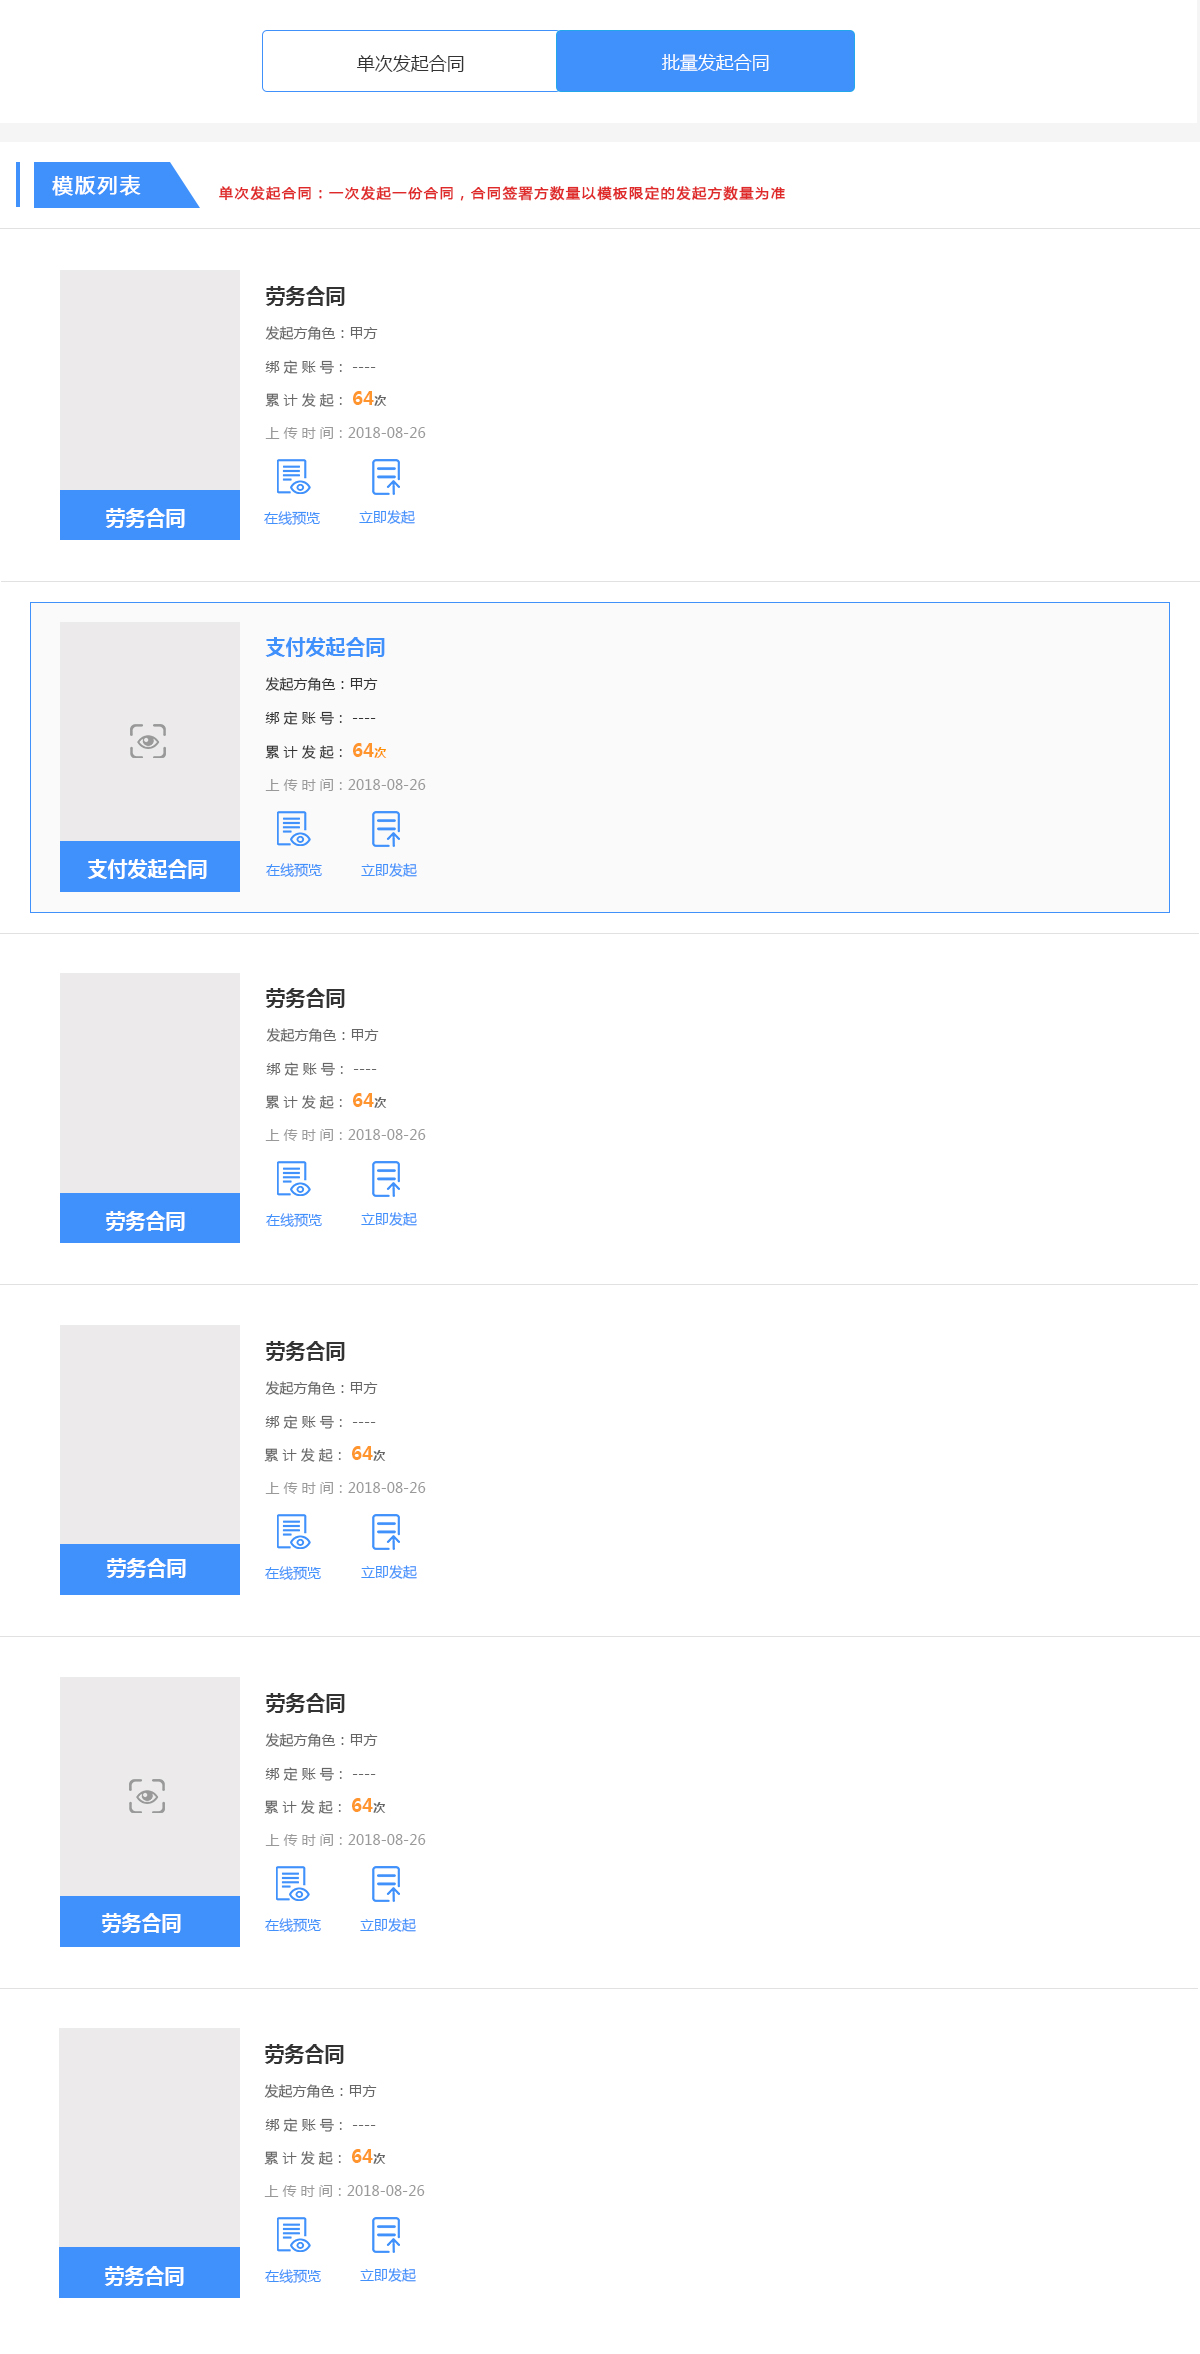 单次发起合同
批量发起合同
模版列表
单次发起合同：一次发起一份合同，合同签署方数量以模板限定的发起方数量为准
劳务合同
发起方角色：甲方
绑 定 账 号： ----
累 计 发 起： 64次
上 传 时 间：2018-08-26
在线预览 立即发起
劳务合同
支付发起合同
发起方角色：甲方
绑 定 账 号： ----
累 计 发 起： 64次
上 传 时 间：2018-08-26
在线预览 立即发起
支付发起合同
劳务合同
发起方角色：甲方
绑 定 账 号： ----
累 计 发 起： 64次
上 传 时 间：2018-08-26
在线预览 立即发起
劳务合同
劳务合同
发起方角色：甲方
绑 定 账 号： ----
累 计 发 起： 64次
上 传 时 间：2018-08-26
在线预览 立即发起
劳务合同
劳务合同
发起方角色：甲方
绑 定 账 号： ----
累 计 发 起： 64次
上 传 时 间：2018-08-26
在线预览 立即发起
劳务合同
劳务合同
发起方角色：甲方
绑 定 账 号： ----
累 计 发 起： 64次
上 传 时 间：2018-08-26
在线预览 立即发起
劳务合同